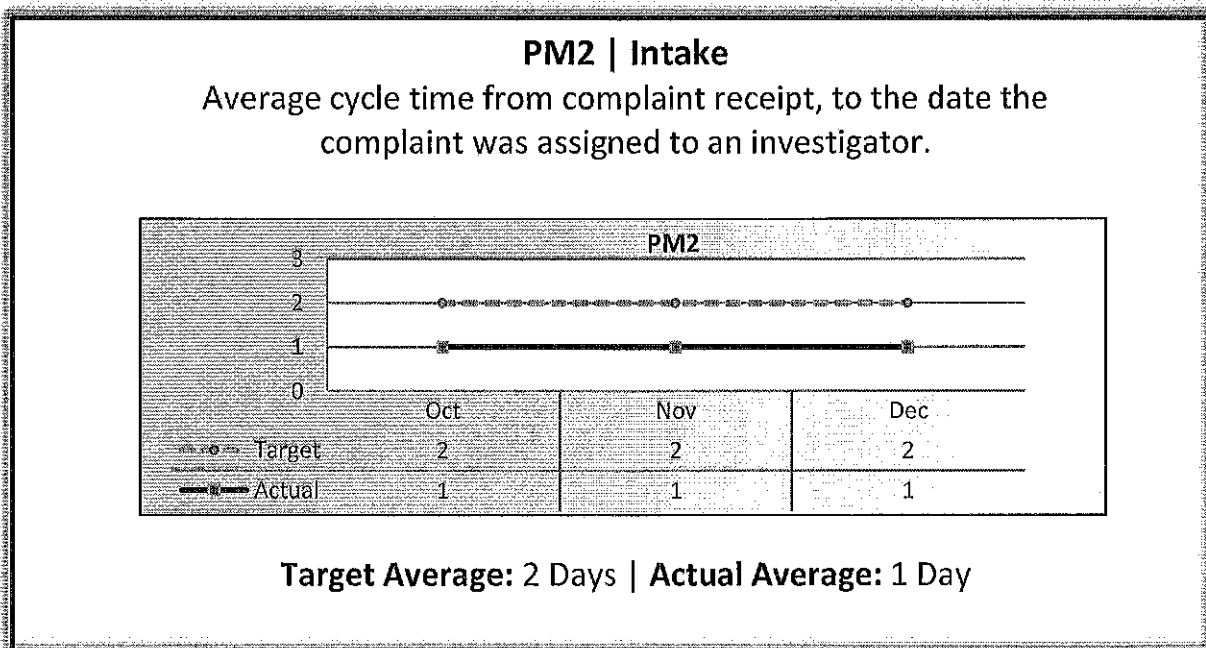 PM2 | Intake
Average cycle time from complaint receipt, to the date the
complaint was assigned to an investigator.
PM2
3
2
1
0
Oct Nov Dec
Target 2 2 2
Actual 1 1 1
Target Average: 2 Days | Actual Average: 1 Day